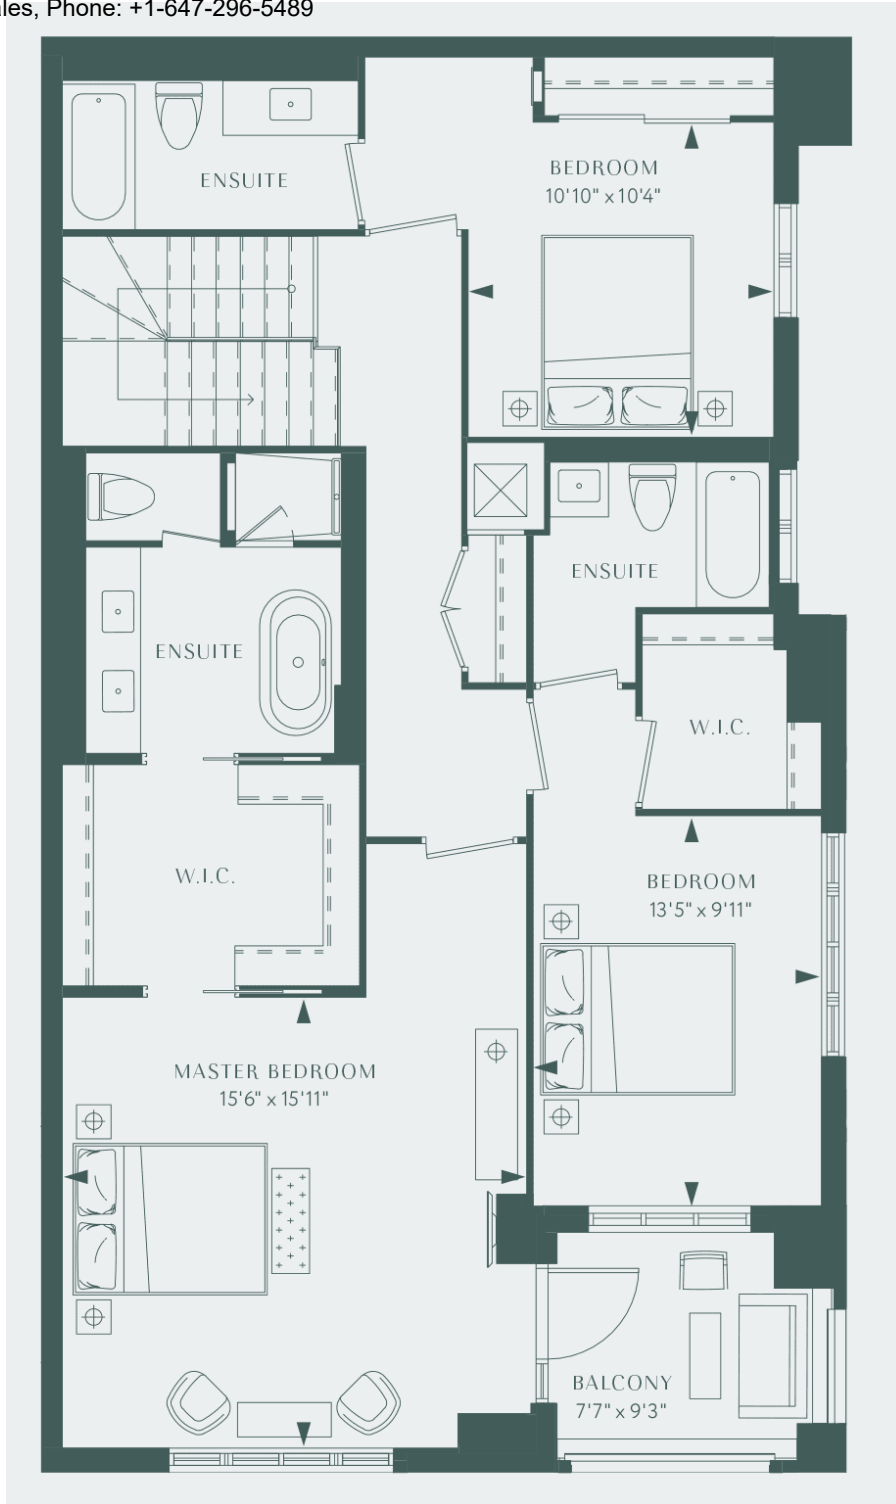 ales, Phone: +1-647-296-5489
ENSUITE
BEDROOM
10'10" x 10'4"
ENSUITE
ENSUITE
W.I.C.
W.I.C.
BEDROOM
13'5" x 9'11"
MASTER BEDROOM
15'6" x 15'11"
BALCONY
7'7" x 9'3"